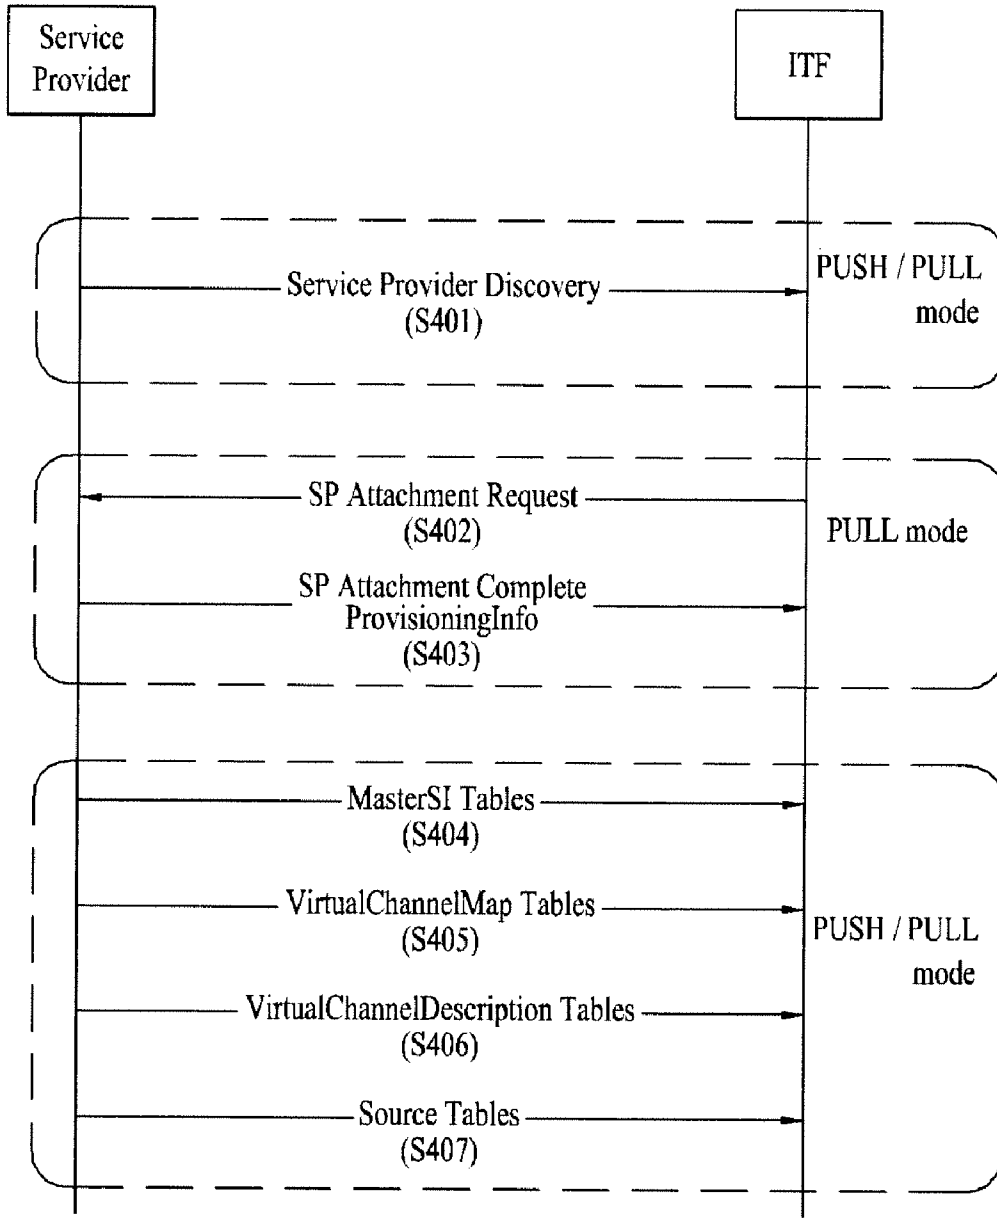 Service
Provider
ITF
PUSH / PULL
mode
Service Provider Discovery
(S401)
SP Attachment Request
(S402)
PULL mode
SP Attachment Complete
ProvisioningInfo
(S403)
MasterSI Tables
(S404)
VirtualChannelMap Tables
(S405)
PUSH / PULL
mode
VirtualChannelDescription Tables
(S406)
Source Tables
(S407)